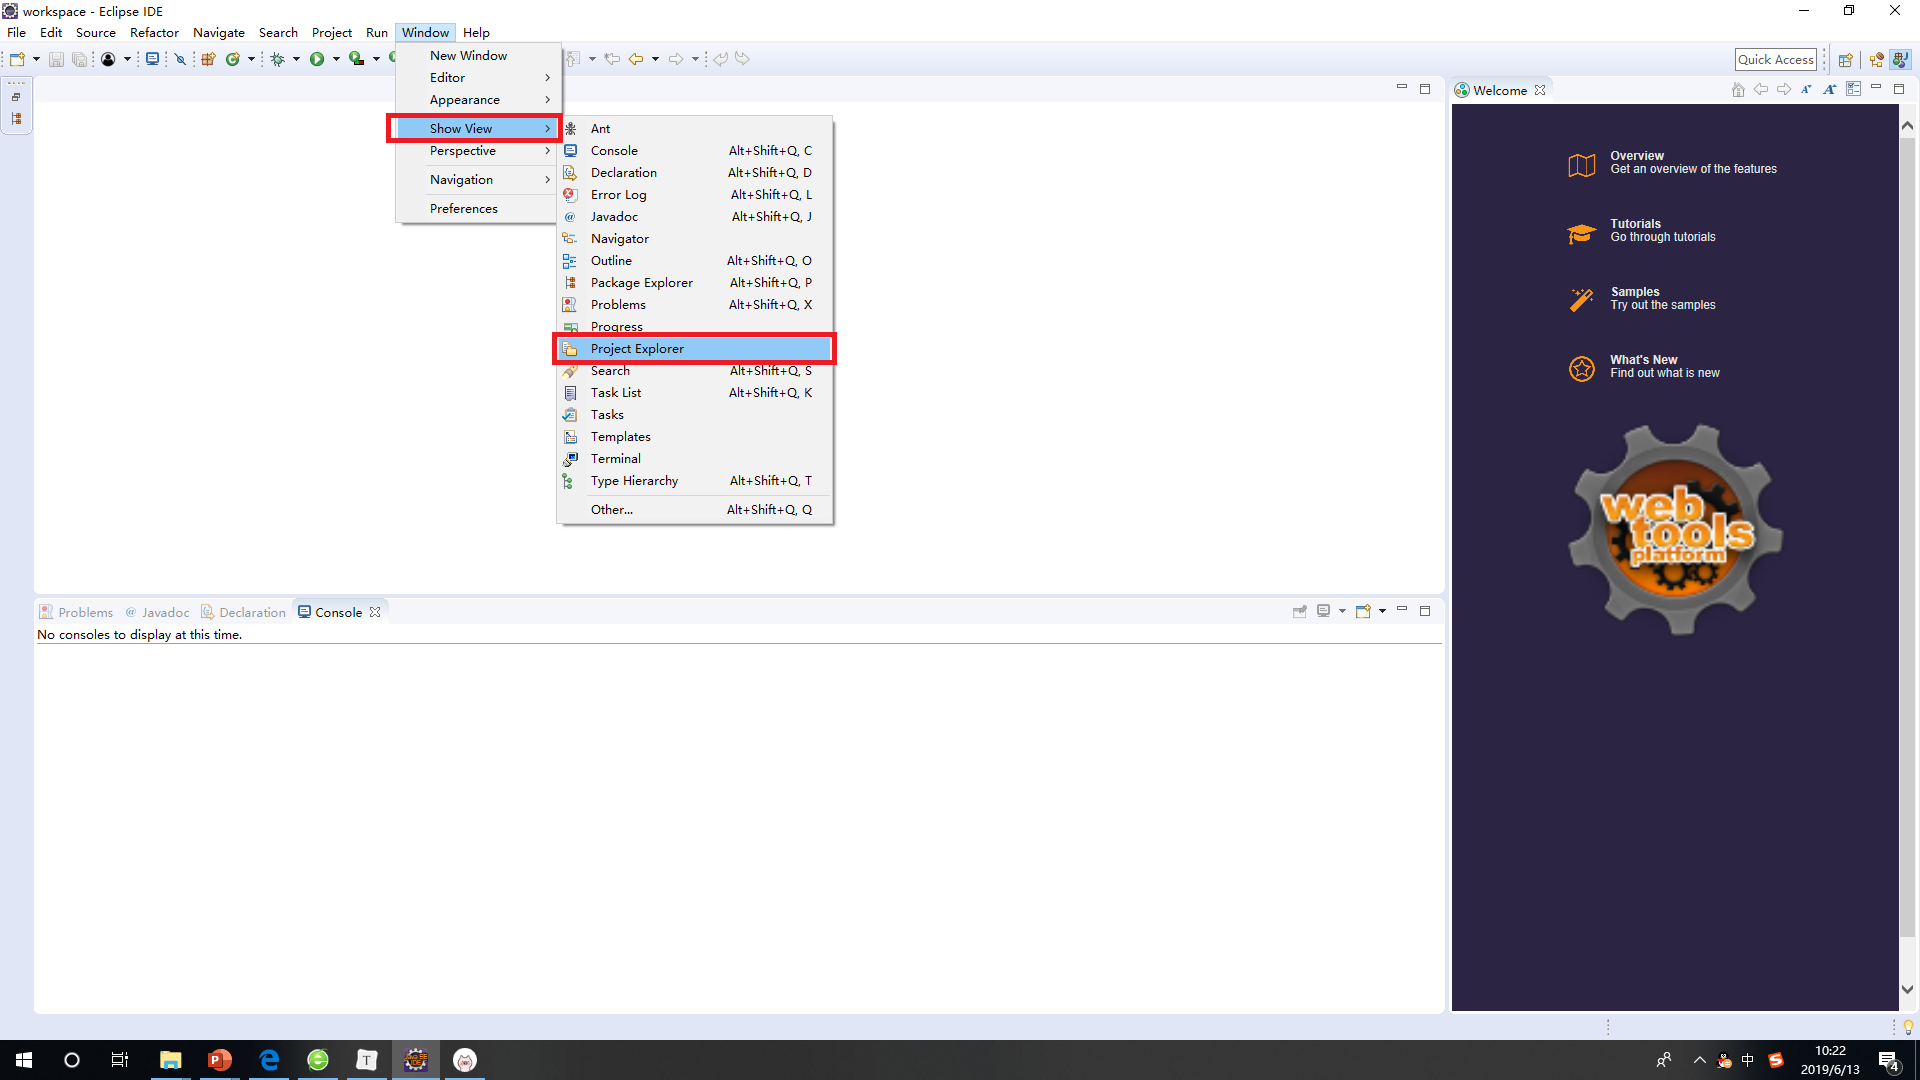 workspace - Eclipse IDE
File Edit Source Refactor Navigate Search Project Run Window Help
Quick Access
New Window
Editor
Appearance
Show View
Perspective
Navigation
Preferences
Ant
Console Alt+Shift+Q, C
Declaration Alt+Shift+Q, D
Error Log Alt+Shift+Q, L
Javadoc Alt+Shift+Q, J
Navigator
Outline Alt+Shift+Q, O
Package Explorer Alt+Shift+Q, P
Problems Alt+Shift+Q, X
Progress
Project Explorer
Search Alt+Shift+Q, S
Task List Alt+Shift+Q, K
Tasks
Templates
Terminal
Type Hierarchy Alt+Shift+Q, T
Other... Alt+Shift+Q, Q
Welcome
Overview
Get an overview of the features
Tutorials
Go through tutorials
Samples
Try out the samples
What's New
Find out what is new
web
tools
platform
Problems @ Javadoc Declaration Console
No consoles to display at this time.
中
10:22
2019/6/13
4